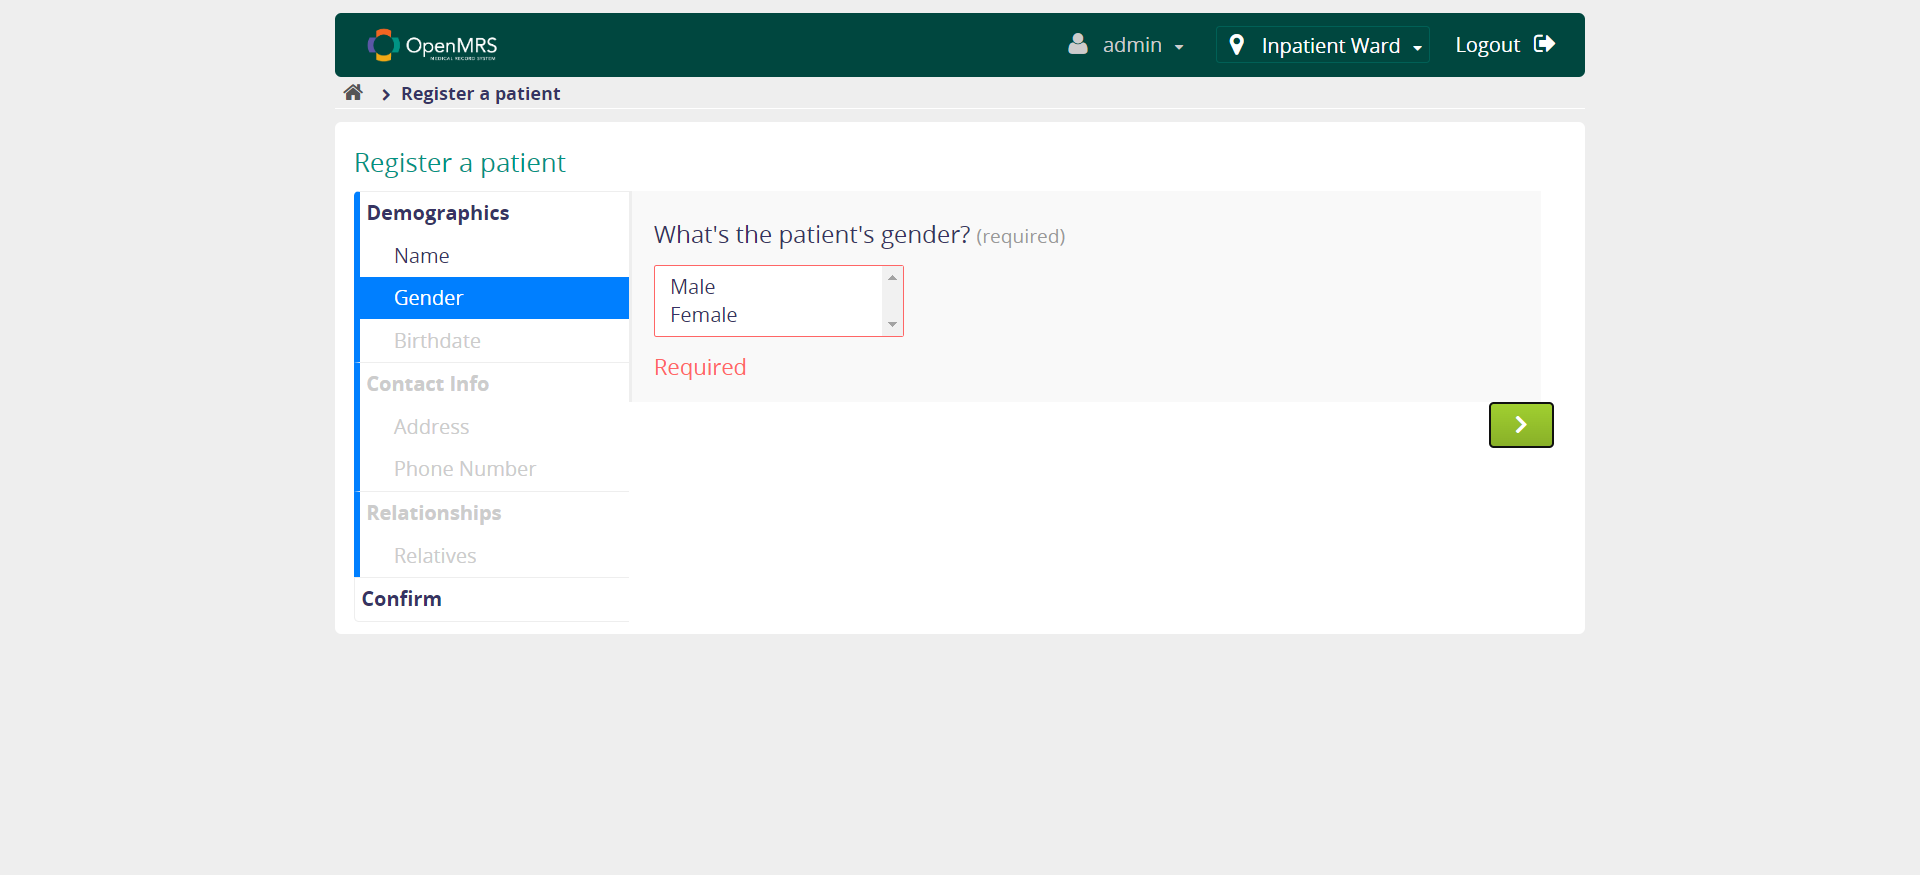 OpenMRS
MEDICAL RECORD SYSTEM
admin
Inpatient Ward
Logout
Register a patient
Register a patient
Demographics
Name
Gender
Birthdate
Contact Info
Address
Phone Number
Relationships
Relatives
Confirm
What's the patient's gender? (required)
Male
Female
Required